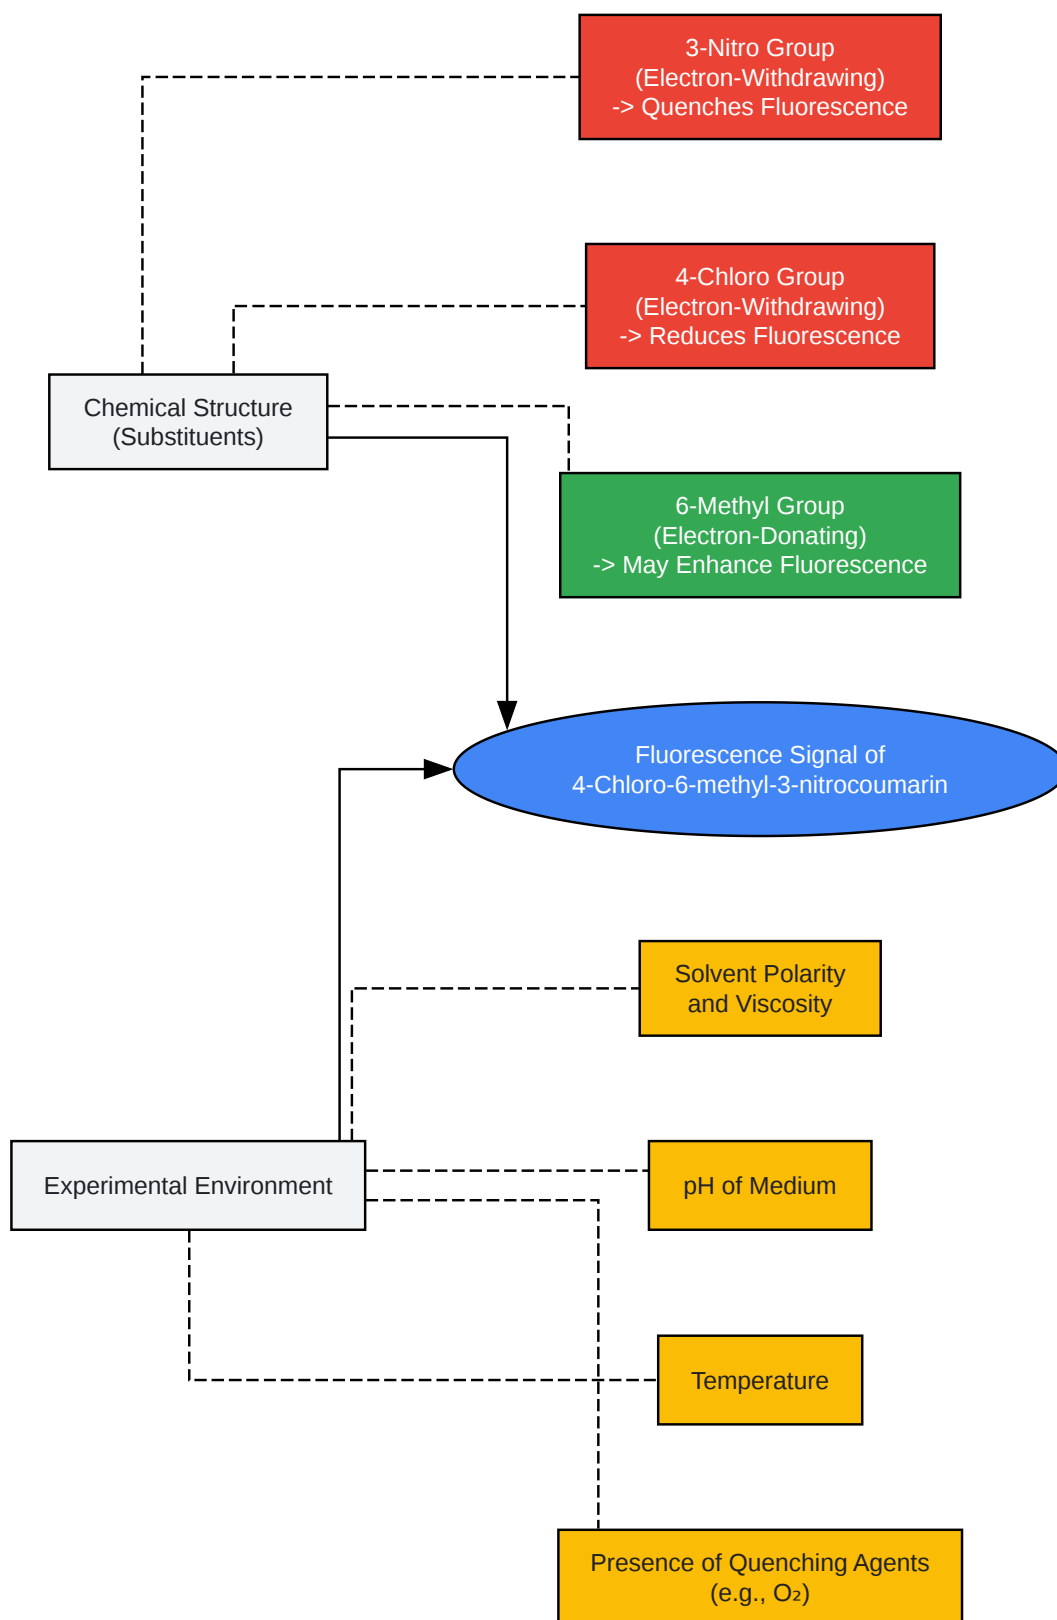 3-Nitro Group
(Electron-Withdrawing)
-> Quenches Fluorescence
4-Chloro Group
(Electron-Withdrawing)
-> Reduces Fluorescence
Chemical Structure
(Substituents)
6-Methyl Group
(Electron-Donating)
-> May Enhance Fluorescence
Fluorescence Signal of
4-Chloro-6-methyl-3-nitrocoumarin
Solvent Polarity
and Viscosity
Experimental Environment
pH of Medium
Temperature
Presence of Quenching Agents
(e.g., O₂)